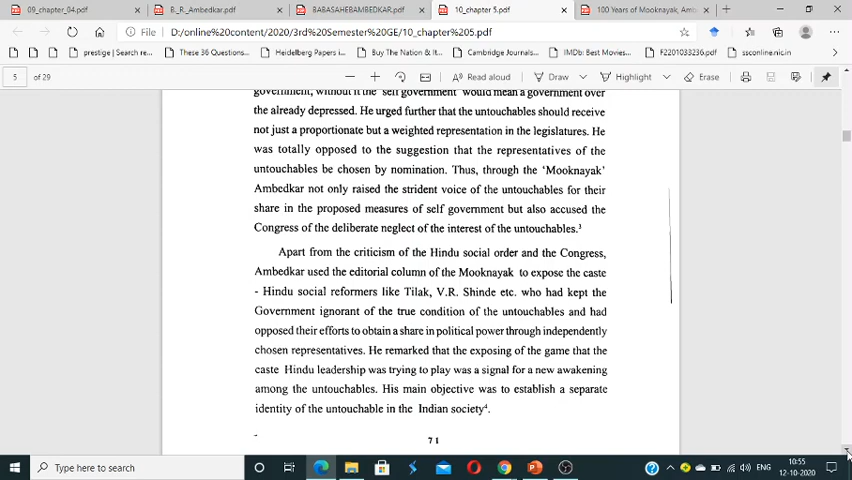 09_chapter_04.pdf
B_R_Ambedkar.pdf
BABASAHEBAMBEDKAR.pdf
10_chapter 5.pdf
100 Years of Mooknayak, Amb
File
D:/online%20content/2020/3rd%20Semester%20GE/10_chapter%205.pdf
prestige | Search re...
These 36 Questions...
Heidelberg Papers i...
Buy The Nation & It...
Cambridge Journals...
IMDb: Best Movies...
F2201033236.pdf
ssconline.nic.in
5 of 29
Read aloud
Draw
Highlight
Erase
government, without it the 'self government' would mean a government over
the already depressed. He urged further that the untouchables should receive
not just a proportionate but a weighted representation in the legislatures. He
was totally opposed to the suggestion that the representatives of the
untouchables be chosen by nomination. Thus, through the 'Mooknayak'
Ambedkar not only raised the strident voice of the untouchables for their
share in the proposed measures of self government but also accused the
Congress of the deliberate neglect of the interest of the untouchables.³
Apart from the criticism of the Hindu social order and the Congress,
Ambedkar used the editorial column of the Mooknayak to expose the caste
- Hindu social reformers like Tilak, V.R. Shinde etc. who had kept the
Government ignorant of the true condition of the untouchables and had
opposed their efforts to obtain a share in political power through independently
chosen representatives. He remarked that the exposing of the game that the
caste Hindu leadership was trying to play was a signal for a new awakening
among the untouchables. His main objective was to establish a separate
identity of the untouchable in the Indian society⁴.
71
Type here to search
ENG
10:55
12-10-2020